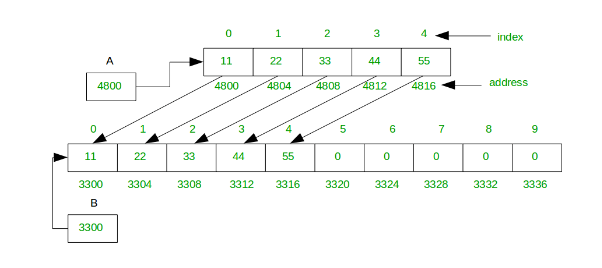 0 1 2 3 4 index
A
11 22 33 44 55
4800
4800 4804 4808 4812 4816 address
0 1 2 3 4 5 6 7 8 9
11 22 33 44 55 0 0 0 0 0
3300 3304 3308 3312 3316 3320 3324 3328 3332 3336
B
3300